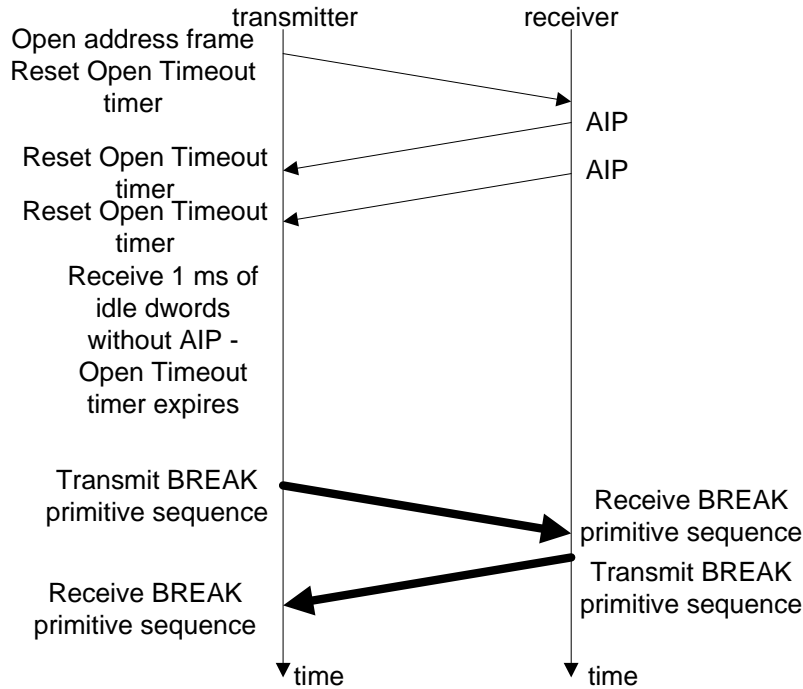 transmitter
receiver
Open address frame
Reset Open Timeout
timer
AIP
Reset Open Timeout
timer
AIP
Reset Open Timeout
timer
Receive 1 ms of
idle dwords
without AIP -
Open Timeout
timer expires
Transmit BREAK
primitive sequence
Receive BREAK
primitive sequence
Transmit BREAK
primitive sequence
Receive BREAK
primitive sequence
time
time